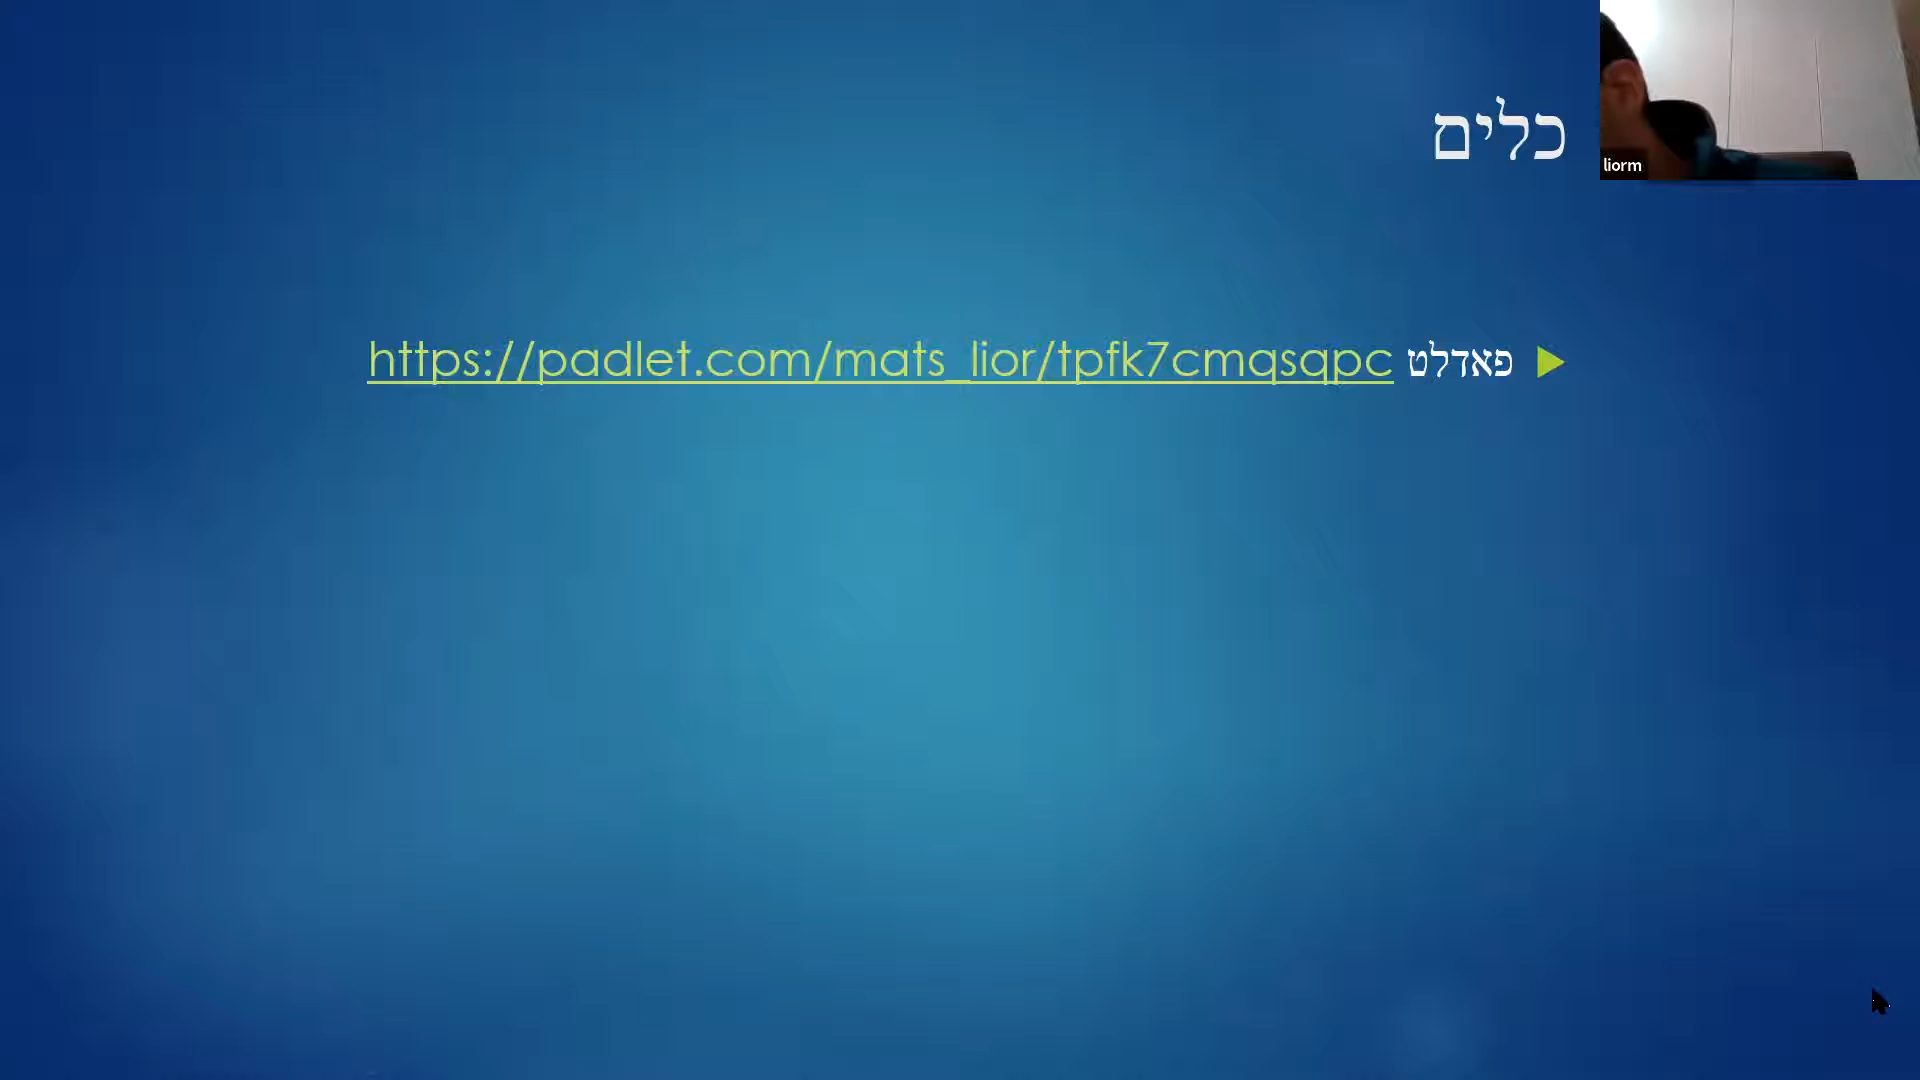 כלים
פאדלט https://padlet.com/mats_lior/tpfk7cmqsqpc
liorm